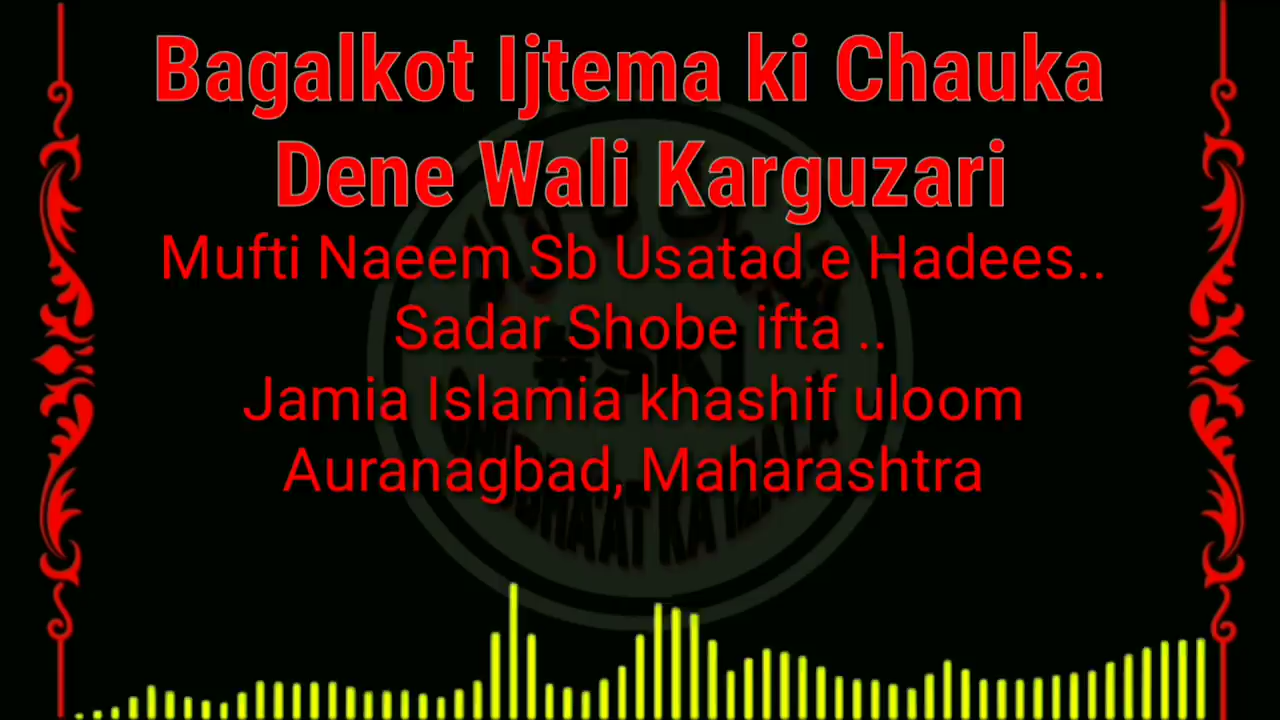 Bagalkot Ijtema ki Chauka
Dene Wali Karguzari
Mufti Naeem Sb Usatad e Hadees..
Sadar Shobe ifta ..
Jamia Islamia khashif uloom
Auranagbad, Maharashtra